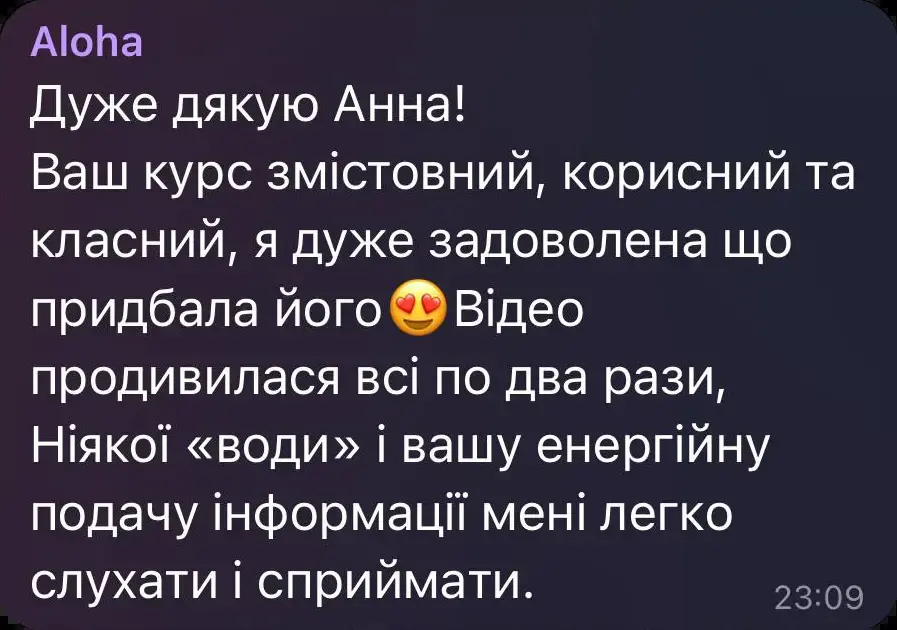 Aloha
Дуже дякую Анна!
Ваш курс змістовний, корисний та
класний, я дуже задоволена що
придбала його😍Відео
продивилася всі по два рази,
Ніякої «води» і вашу енергійну
подачу інформації мені легко
слухати і сприймати.
23:09